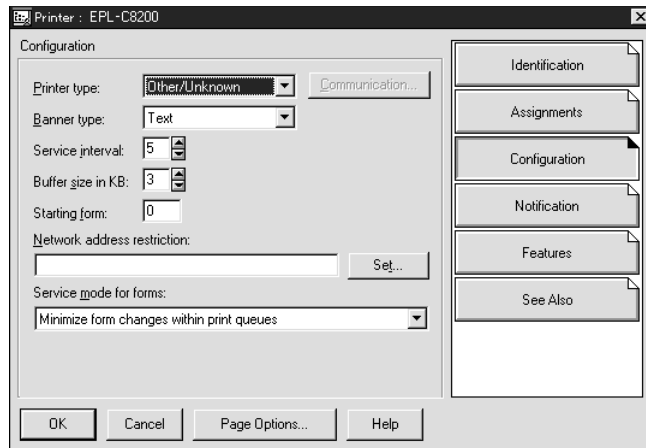 Printer : EPL-C8200
Configuration
Printer type: Other/Unknown Communication...
Banner type: Text
Service interval: 5
Buffer size in KB: 3
Starting form: 0
Network address restriction:
Set...
Service mode for forms:
Minimize form changes within print queues
OK Cancel Page Options... Help
Identification
Assignments
Configuration
Notification
Features
See Also